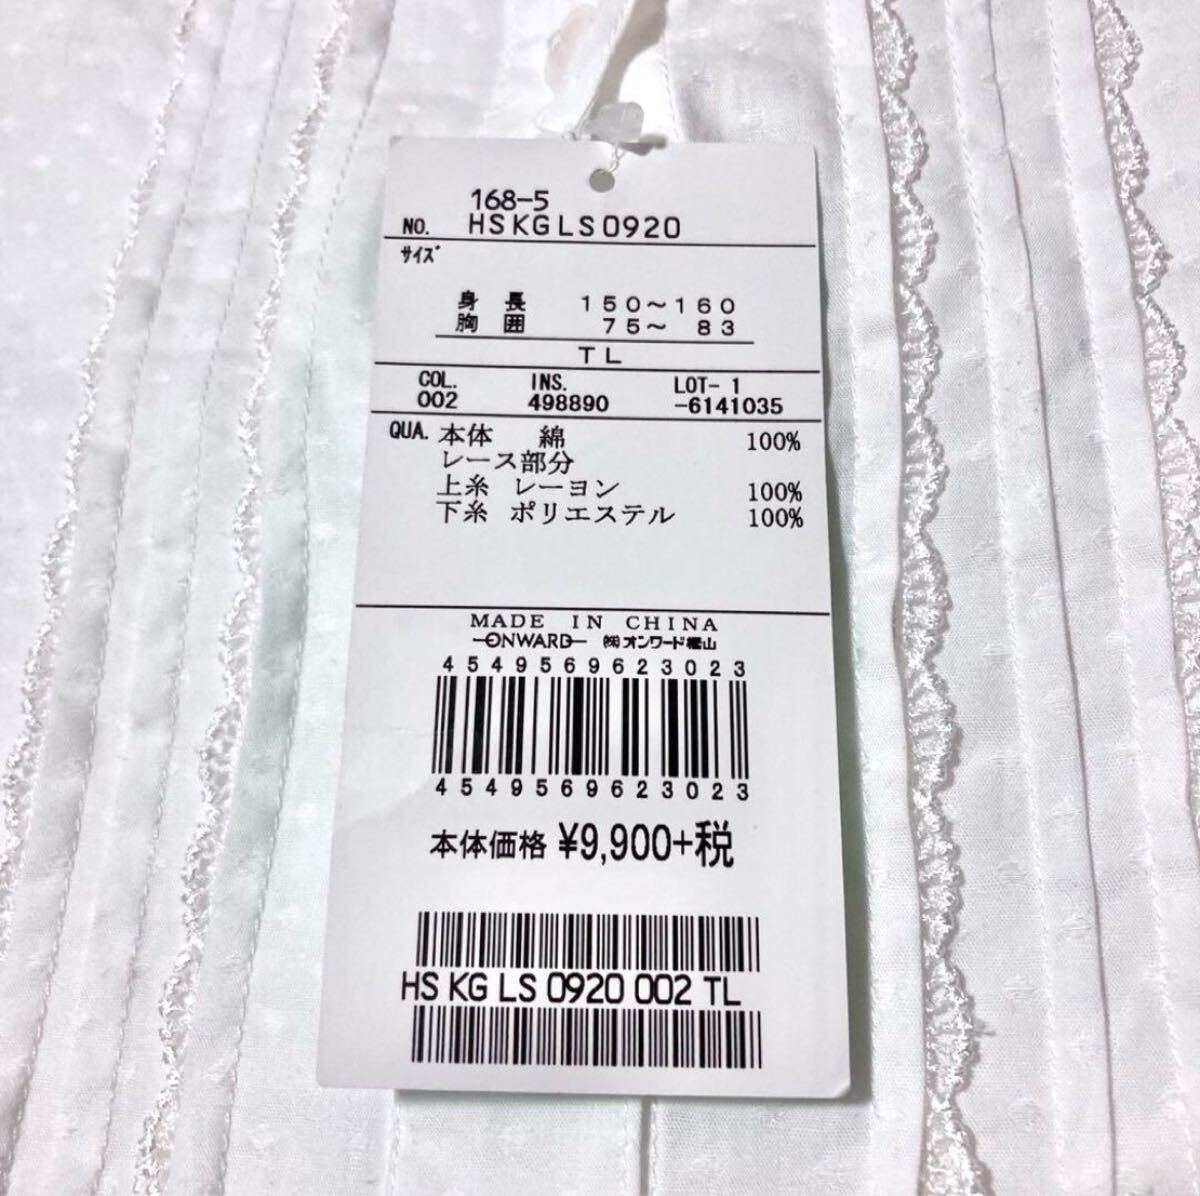 168-5
NO. HSKGLS0920
サイズ
身長 150〜160
胸囲 75〜 83
TL
COL. INS. LOT- 1
002 498890 -6141035
QUA. 本体 綿 100%
レース部分
上糸 レーヨン 100%
下糸 ポリエステル 100%
MADE IN CHINA
ONWARD ㈱オンワード樫山
4549569623023
4549569623023
本体価格 ¥9,900+税
HS KG LS 0920 002 TL